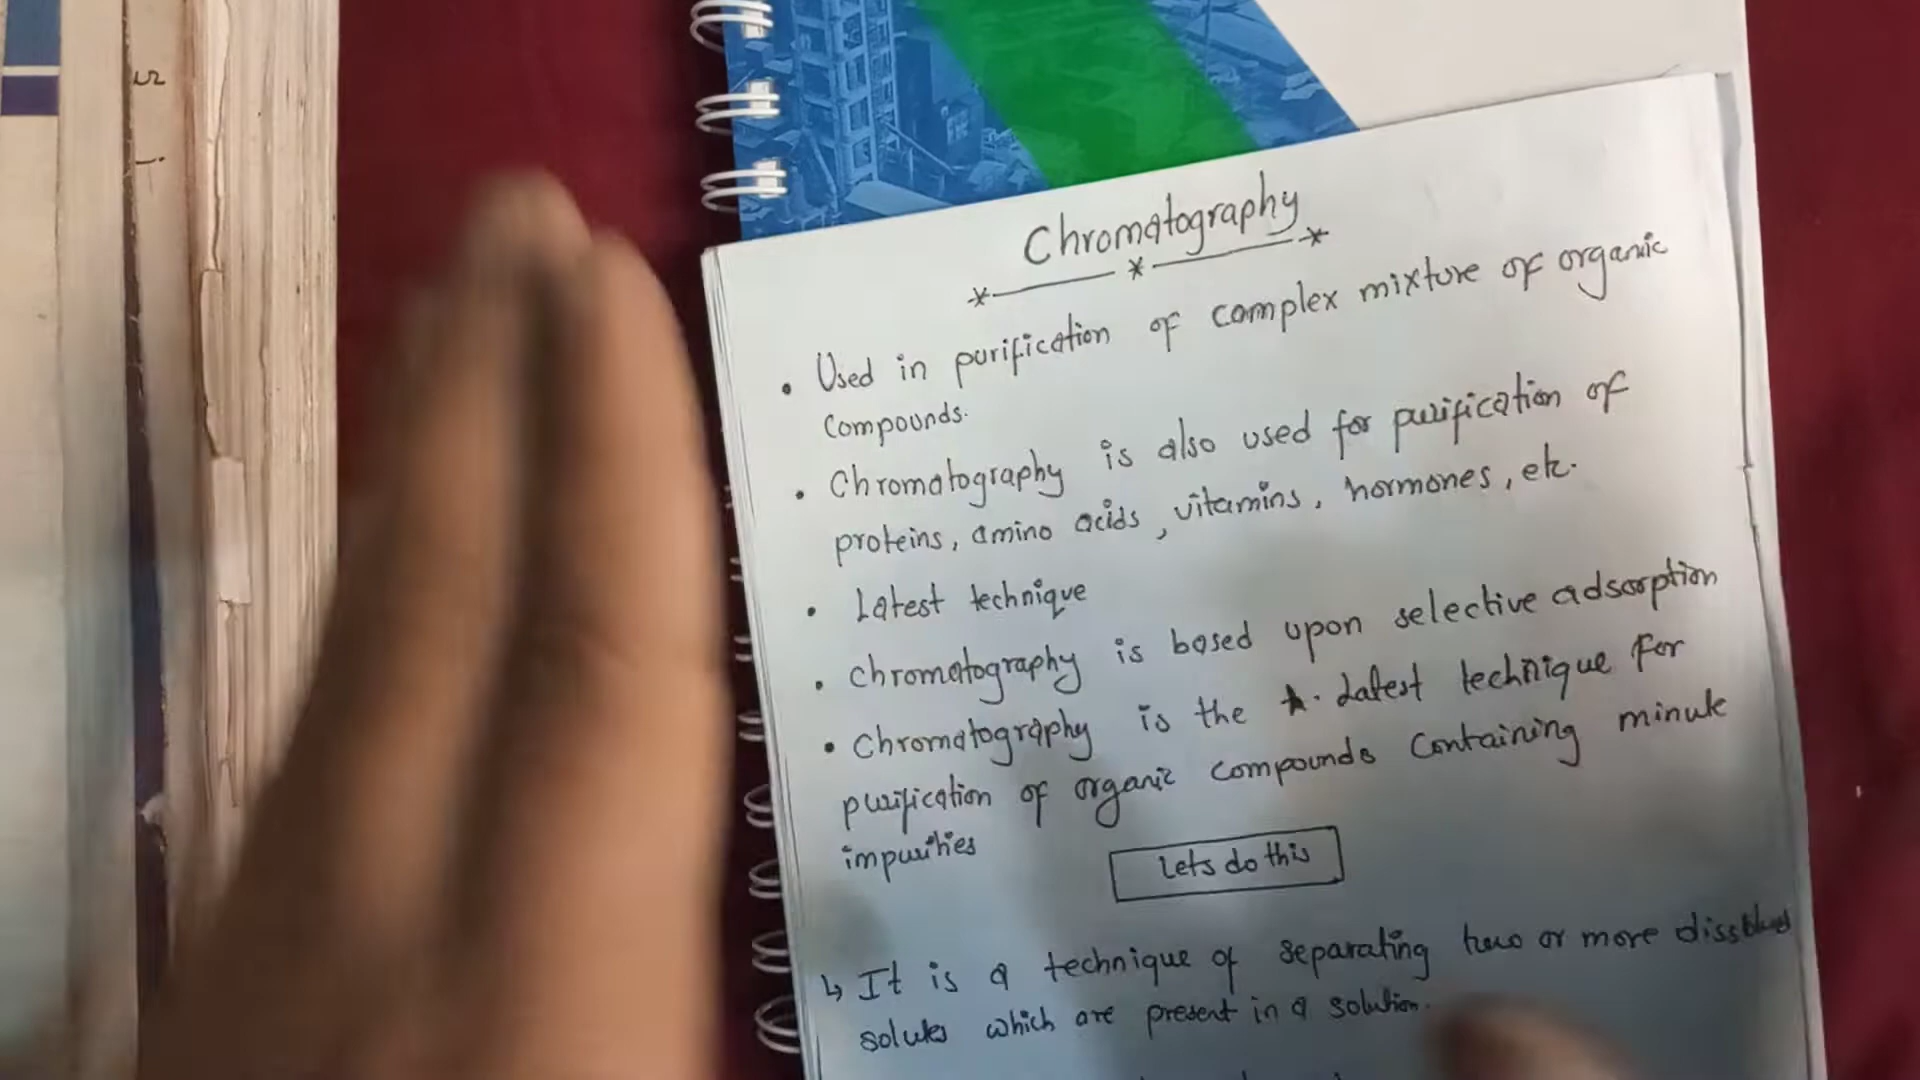 Chromatography
• Used in purification of complex mixture of organic
compounds.
• Chromatography is also used for purification of
proteins, amino acids, vitamins, hormones, etc.
• Latest technique
• chromatography is based upon selective adsorption
• Chromatography is the Latest technique for
purification of organic compounds containing minute
impurities
Lets do this
↳ It is a technique of separating two or more dissolved
solutes which are present in a solution.